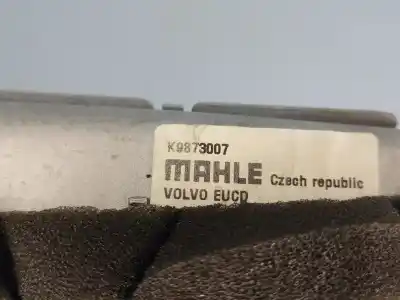 K9873007
MAHLE Czech republic
VOLVO EUCD